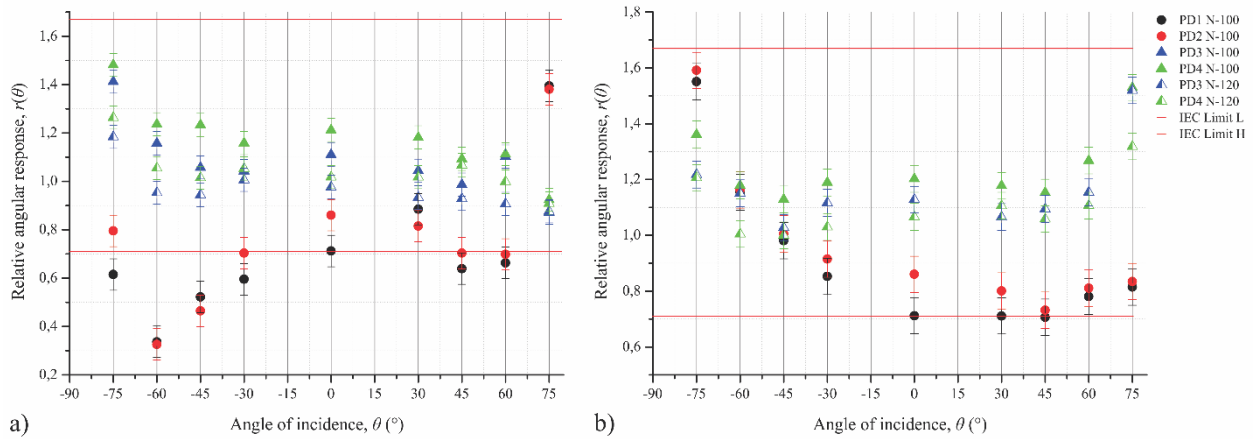 1,6
1,4
1,2
1,0
0,8
0,6
0,4
0,2
Relative angular response, r(θ)
-90 -75 -60 -45 -30 -15 0 15 30 45 60 75
Angle of incidence, θ (°)
a)
1,8
1,6
1,4
1,2
1,0
0,8
0,6
Relative angular response, r(θ)
-90 -75 -60 -45 -30 -15 0 15 30 45 60 75
Angle of incidence, θ (°)
b)
PD1 N-100
PD2 N-100
PD3 N-100
PD4 N-100
PD3 N-120
PD4 N-120
IEC Limit L
IEC Limit H